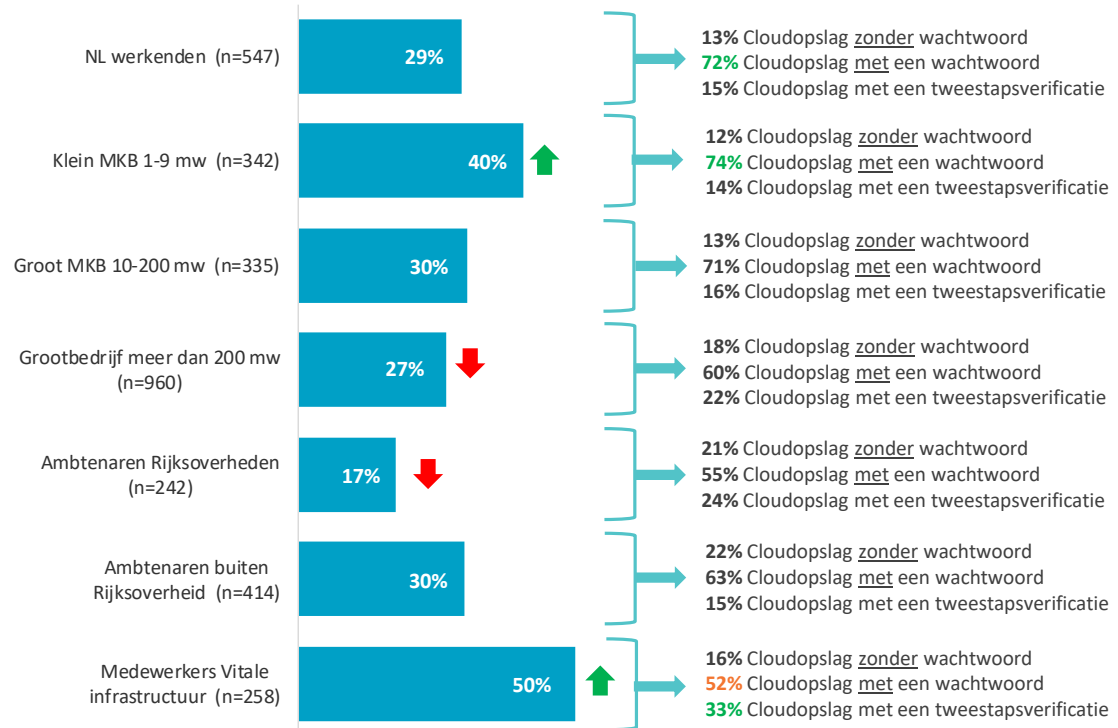 NL werkenden (n=547)
29%
13% Cloudopslag zonder wachtwoord
72% Cloudopslag met een wachtwoord
15% Cloudopslag met een tweestapsverificatie
Klein MKB 1-9 mw (n=342)
40%
12% Cloudopslag zonder wachtwoord
74% Cloudopslag met een wachtwoord
14% Cloudopslag met een tweestapsverificatie
Groot MKB 10-200 mw (n=335)
30%
13% Cloudopslag zonder wachtwoord
71% Cloudopslag met een wachtwoord
16% Cloudopslag met een tweestapsverificatie
Grootbedrijf meer dan 200 mw
(n=960)
27%
18% Cloudopslag zonder wachtwoord
60% Cloudopslag met een wachtwoord
22% Cloudopslag met een tweestapsverificatie
Ambtenaren Rijksoverheden
(n=242)
17%
21% Cloudopslag zonder wachtwoord
55% Cloudopslag met een wachtwoord
24% Cloudopslag met een tweestapsverificatie
Ambtenaren buiten
Rijksoverheid (n=414)
30%
22% Cloudopslag zonder wachtwoord
63% Cloudopslag met een wachtwoord
15% Cloudopslag met een tweestapsverificatie
Medewerkers Vitale
infrastructuur (n=258)
50%
16% Cloudopslag zonder wachtwoord
52% Cloudopslag met een wachtwoord
33% Cloudopslag met een tweestapsverificatie